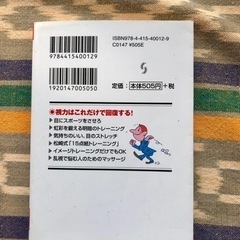 ISBN978-4-415-40012-9
C0147 ¥505E
9784415400129
定価：本体505円+税
1920147005050
●視力はこれだけで回復する！
▶目にスポーツをさせろ
▶虹彩を鍛える明暗のトレーニング
▶気持ちのいい、目のストレッチ
▶松崎式「15点紙トレーニング」
▶イメージトレーニングだけでもOK
▶乱視で悩む人のためのマッサージ